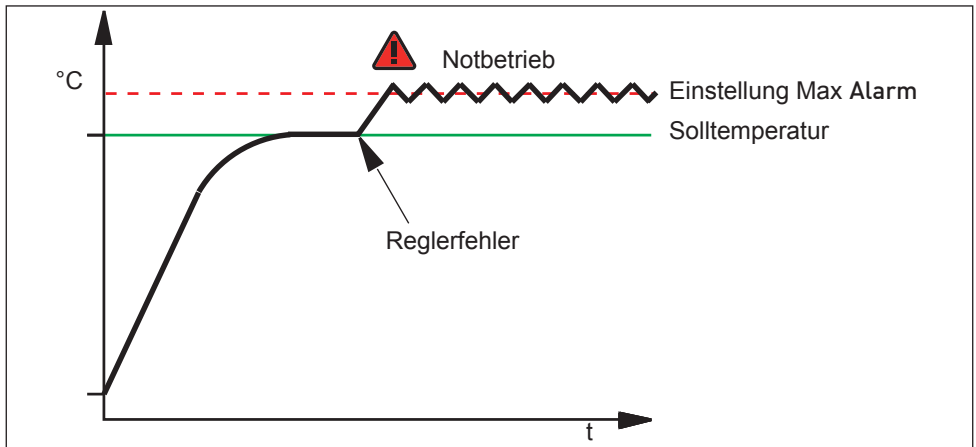 Notbetrieb
°C
Einstellung Max Alarm
Solltemperatur
Reglerfehler
t